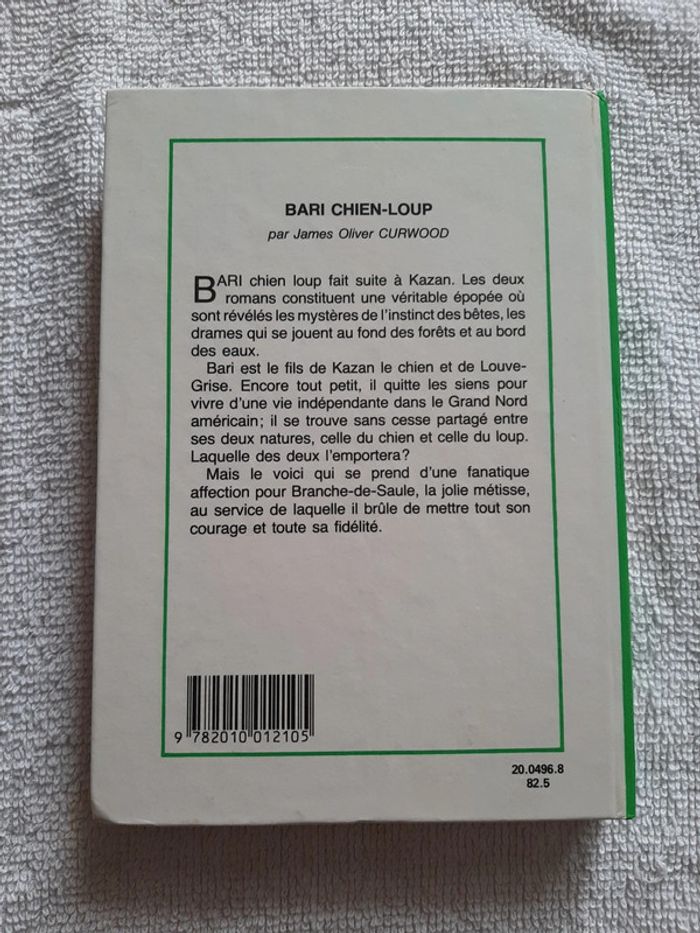 BARI CHIEN-LOUP
par James Oliver CURWOOD
BARI chien loup fait suite à Kazan. Les deux
romans constituent une véritable épopée où
sont révélés les mystères de l'instinct des bêtes, les
drames qui se jouent au fond des forêts et au bord
des eaux.
Bari est le fils de Kazan le chien et de Louve-
Grise. Encore tout petit, il quitte les siens pour
vivre d'une vie indépendante dans le Grand Nord
américain; il se trouve sans cesse partagé entre
ses deux natures, celle du chien et celle du loup.
Laquelle des deux l'emportera?
Mais le voici qui se prend d'une fanatique
affection pour Branche-de-Saule, la jolie métisse,
au service de laquelle il brûle de mettre tout son
courage et toute sa fidélité.
9 782010 012105
20.0496.8
82.5